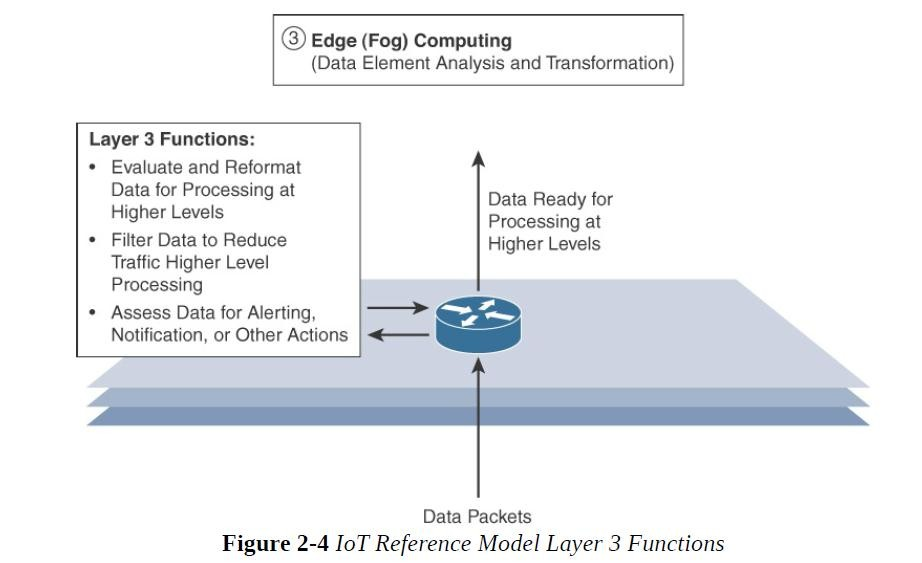 ③ Edge (Fog) Computing
(Data Element Analysis and Transformation)
Layer 3 Functions:
• Evaluate and Reformat
Data for Processing at
Higher Levels
• Filter Data to Reduce
Traffic Higher Level
Processing
• Assess Data for Alerting,
Notification, or Other Actions
Data Ready for
Processing at
Higher Levels
Data Packets
Figure 2-4 IoT Reference Model Layer 3 Functions